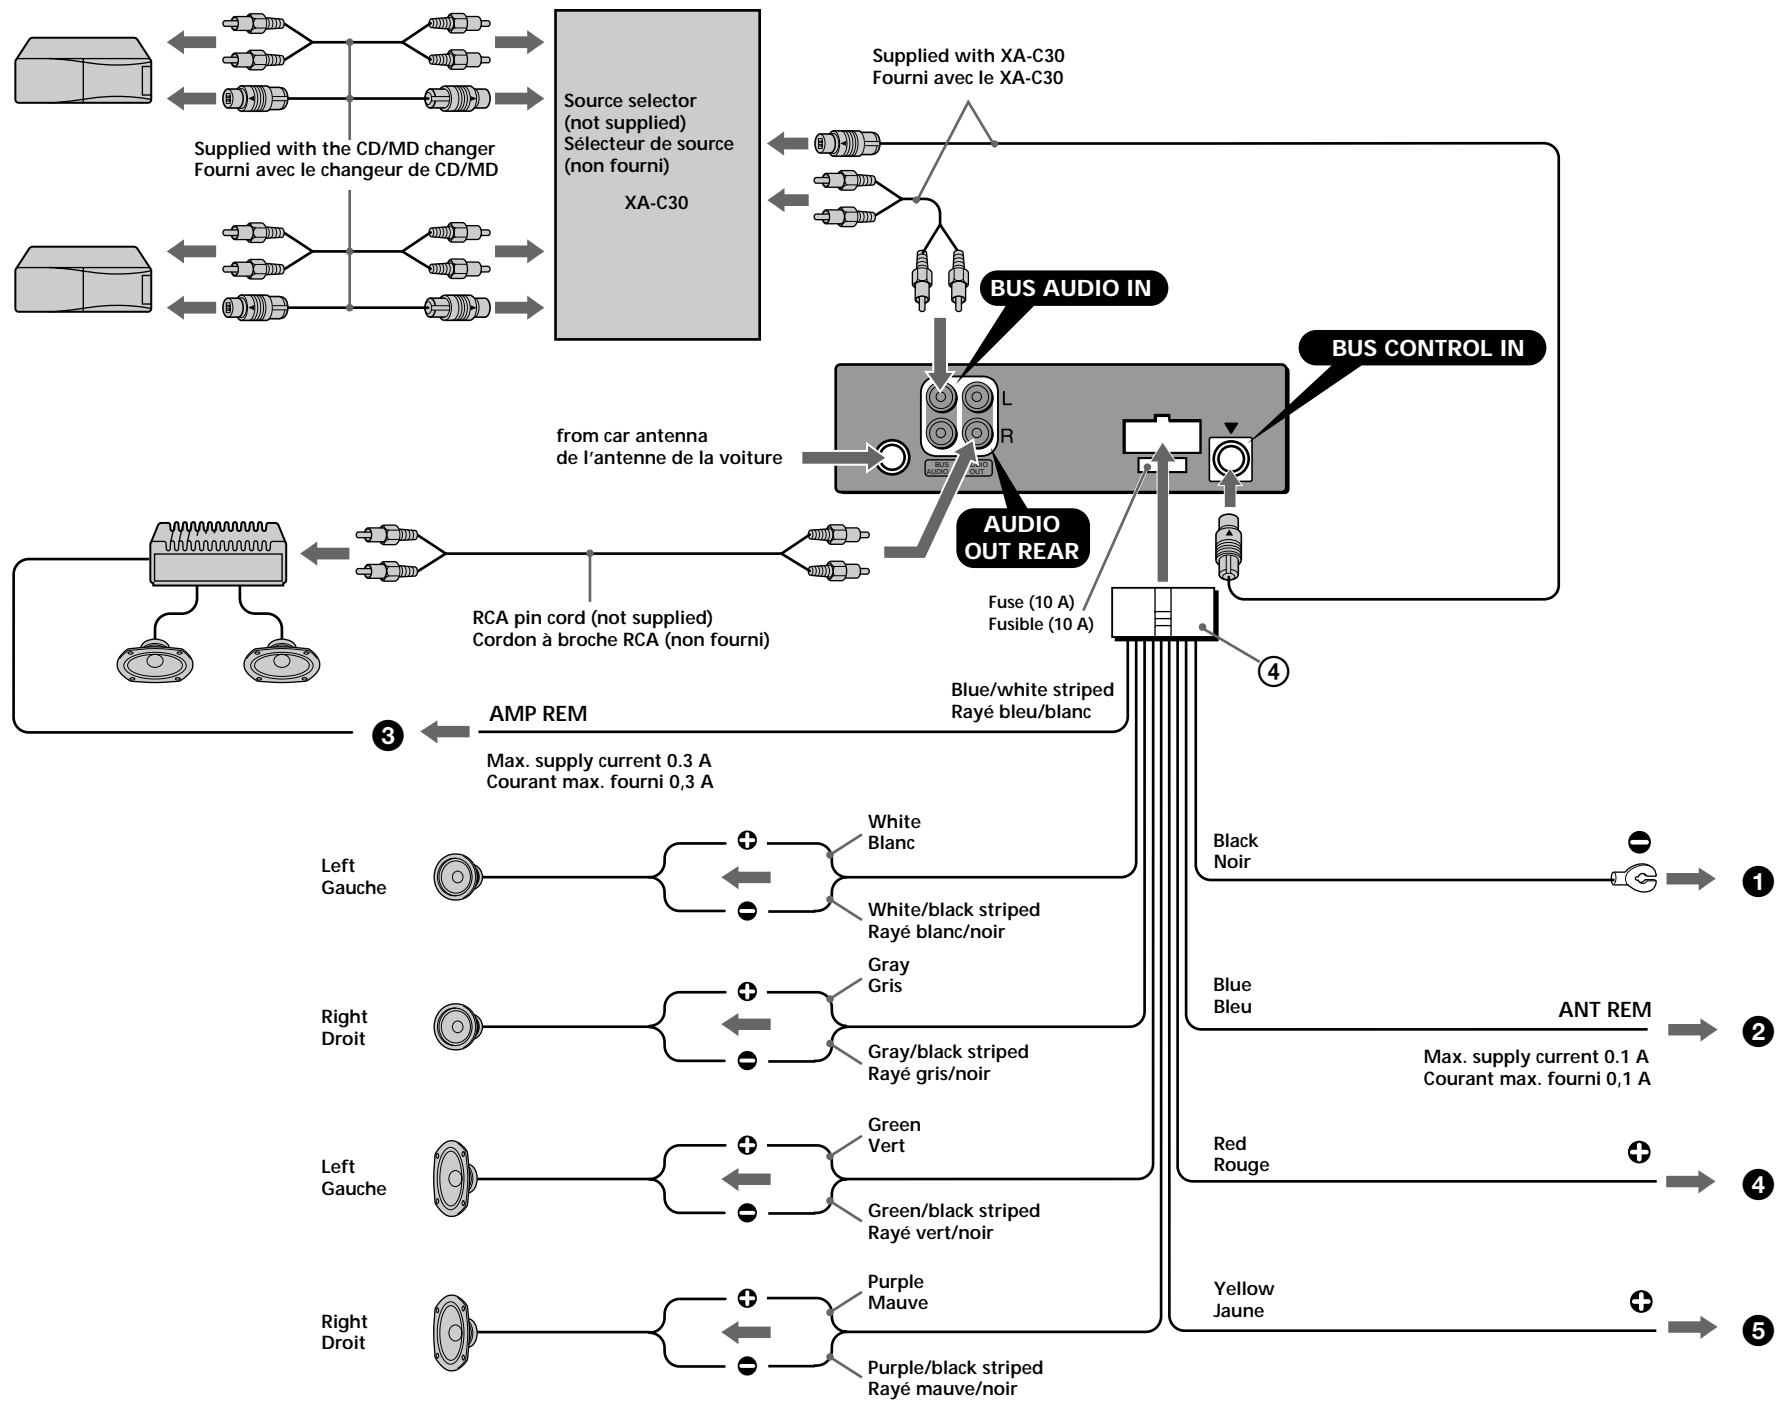 Supplied with XA-C30
Fourni avec le XA-C30
Source selector
(not supplied)
Sélecteur de source
(non fourni)
XA-C30
Supplied with the CD/MD changer
Fourni avec le changeur de CD/MD
BUS AUDIO IN
BUS CONTROL IN
L
R
from car antenna
de l'antenne de la voiture
BUS
AUDIO
OUT
AUDIO
OUT REAR
Fuse (10 A)
Fusible (10 A)
RCA pin cord (not supplied)
Cordon à broche RCA (non fourni)
4
Blue/white striped
Rayé bleu/blanc
AMP REM
3
Max. supply current 0.3 A
Courant max. fourni 0,3 A
White
Blanc
Left
Gauche
White/black striped
Rayé blanc/noir
Black
Noir
1
Gray
Gris
Right
Droit
Gray/black striped
Rayé gris/noir
Blue
Bleu
ANT REM
2
Max. supply current 0.1 A
Courant max. fourni 0,1 A
Green
Vert
Left
Gauche
Green/black striped
Rayé vert/noir
Red
Rouge
4
Purple
Mauve
Right
Droit
Purple/black striped
Rayé mauve/noir
Yellow
Jaune
5